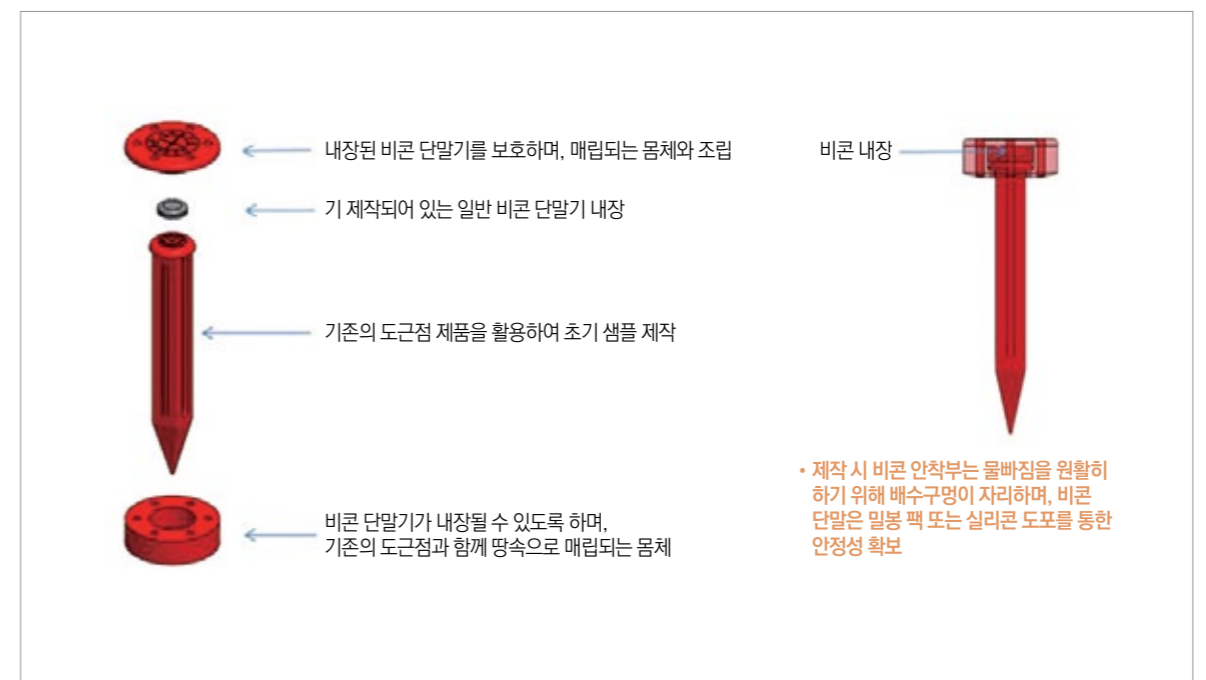 내장된 비콘 단말기를 보호하며, 매립되는 몸체와 조립
기 제작되어 있는 일반 비콘 단말기 내장
기존의 도근점 제품을 활용하여 초기 샘플 제작
비콘 단말기가 내장될 수 있도록 하며,
기존의 도근점과 함께 땅속으로 매립되는 몸체
비콘 내장
• 제작 시 비콘 안착부는 물빠짐을 원활히
하기 위해 배수구멍이 자리하며, 비콘
단말은 밀봉 팩 또는 실리콘 도포를 통한
안정성 확보